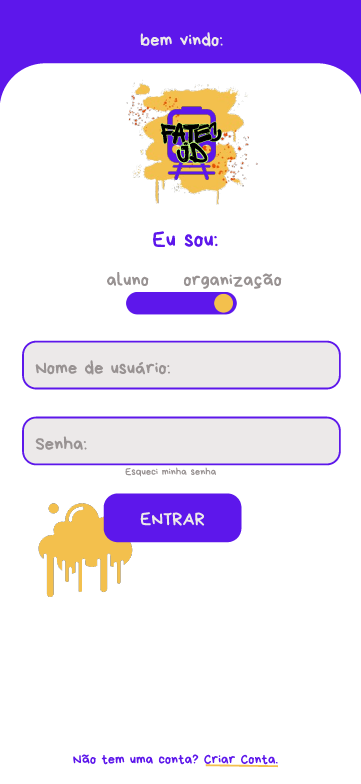 bem vindo:
FATEC
JD
Eu sou:
aluno organização
Nome de usuário:
Senha:
Esqueci minha senha
ENTRAR
Não tem uma conta? Criar Conta.